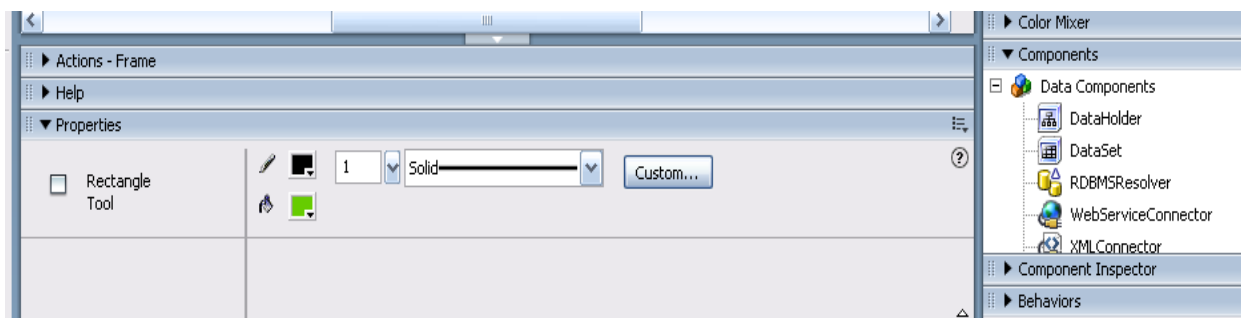 Actions - Frame
Help
Properties
Rectangle
Tool
1
Solid
Custom...
Color Mixer
Components
Data Components
DataHolder
DataSet
RDBMSResolver
WebServiceConnector
XMLConnector
Component Inspector
Behaviors